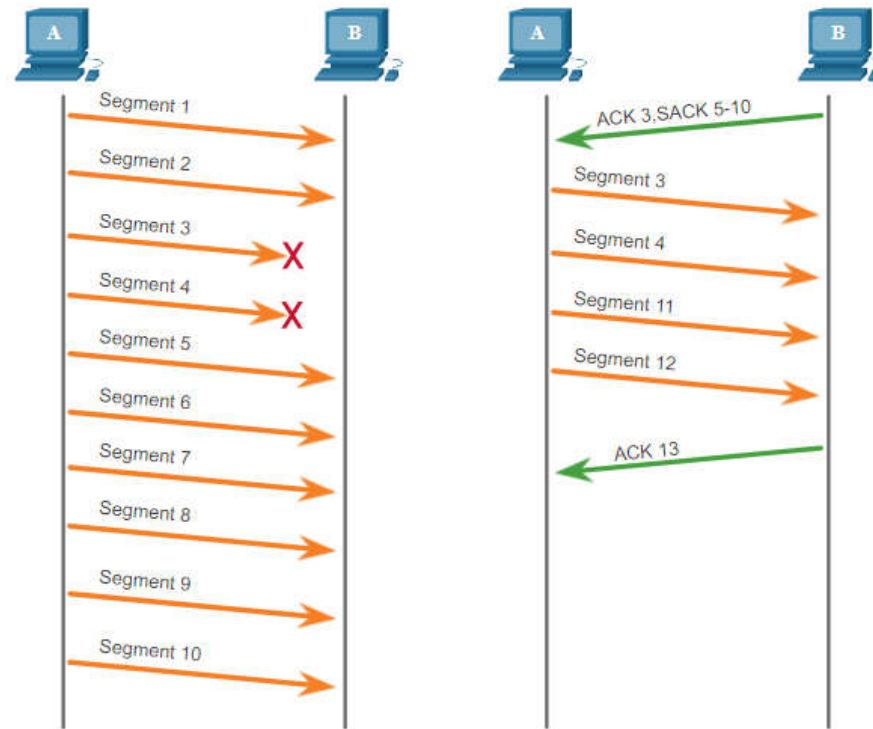 A
B
Segment 1
Segment 2
Segment 3
X
Segment 4
X
Segment 5
Segment 6
Segment 7
Segment 8
Segment 9
Segment 10
A
B
ACK 3,SACK 5-10
Segment 3
Segment 4
Segment 11
Segment 12
ACK 13